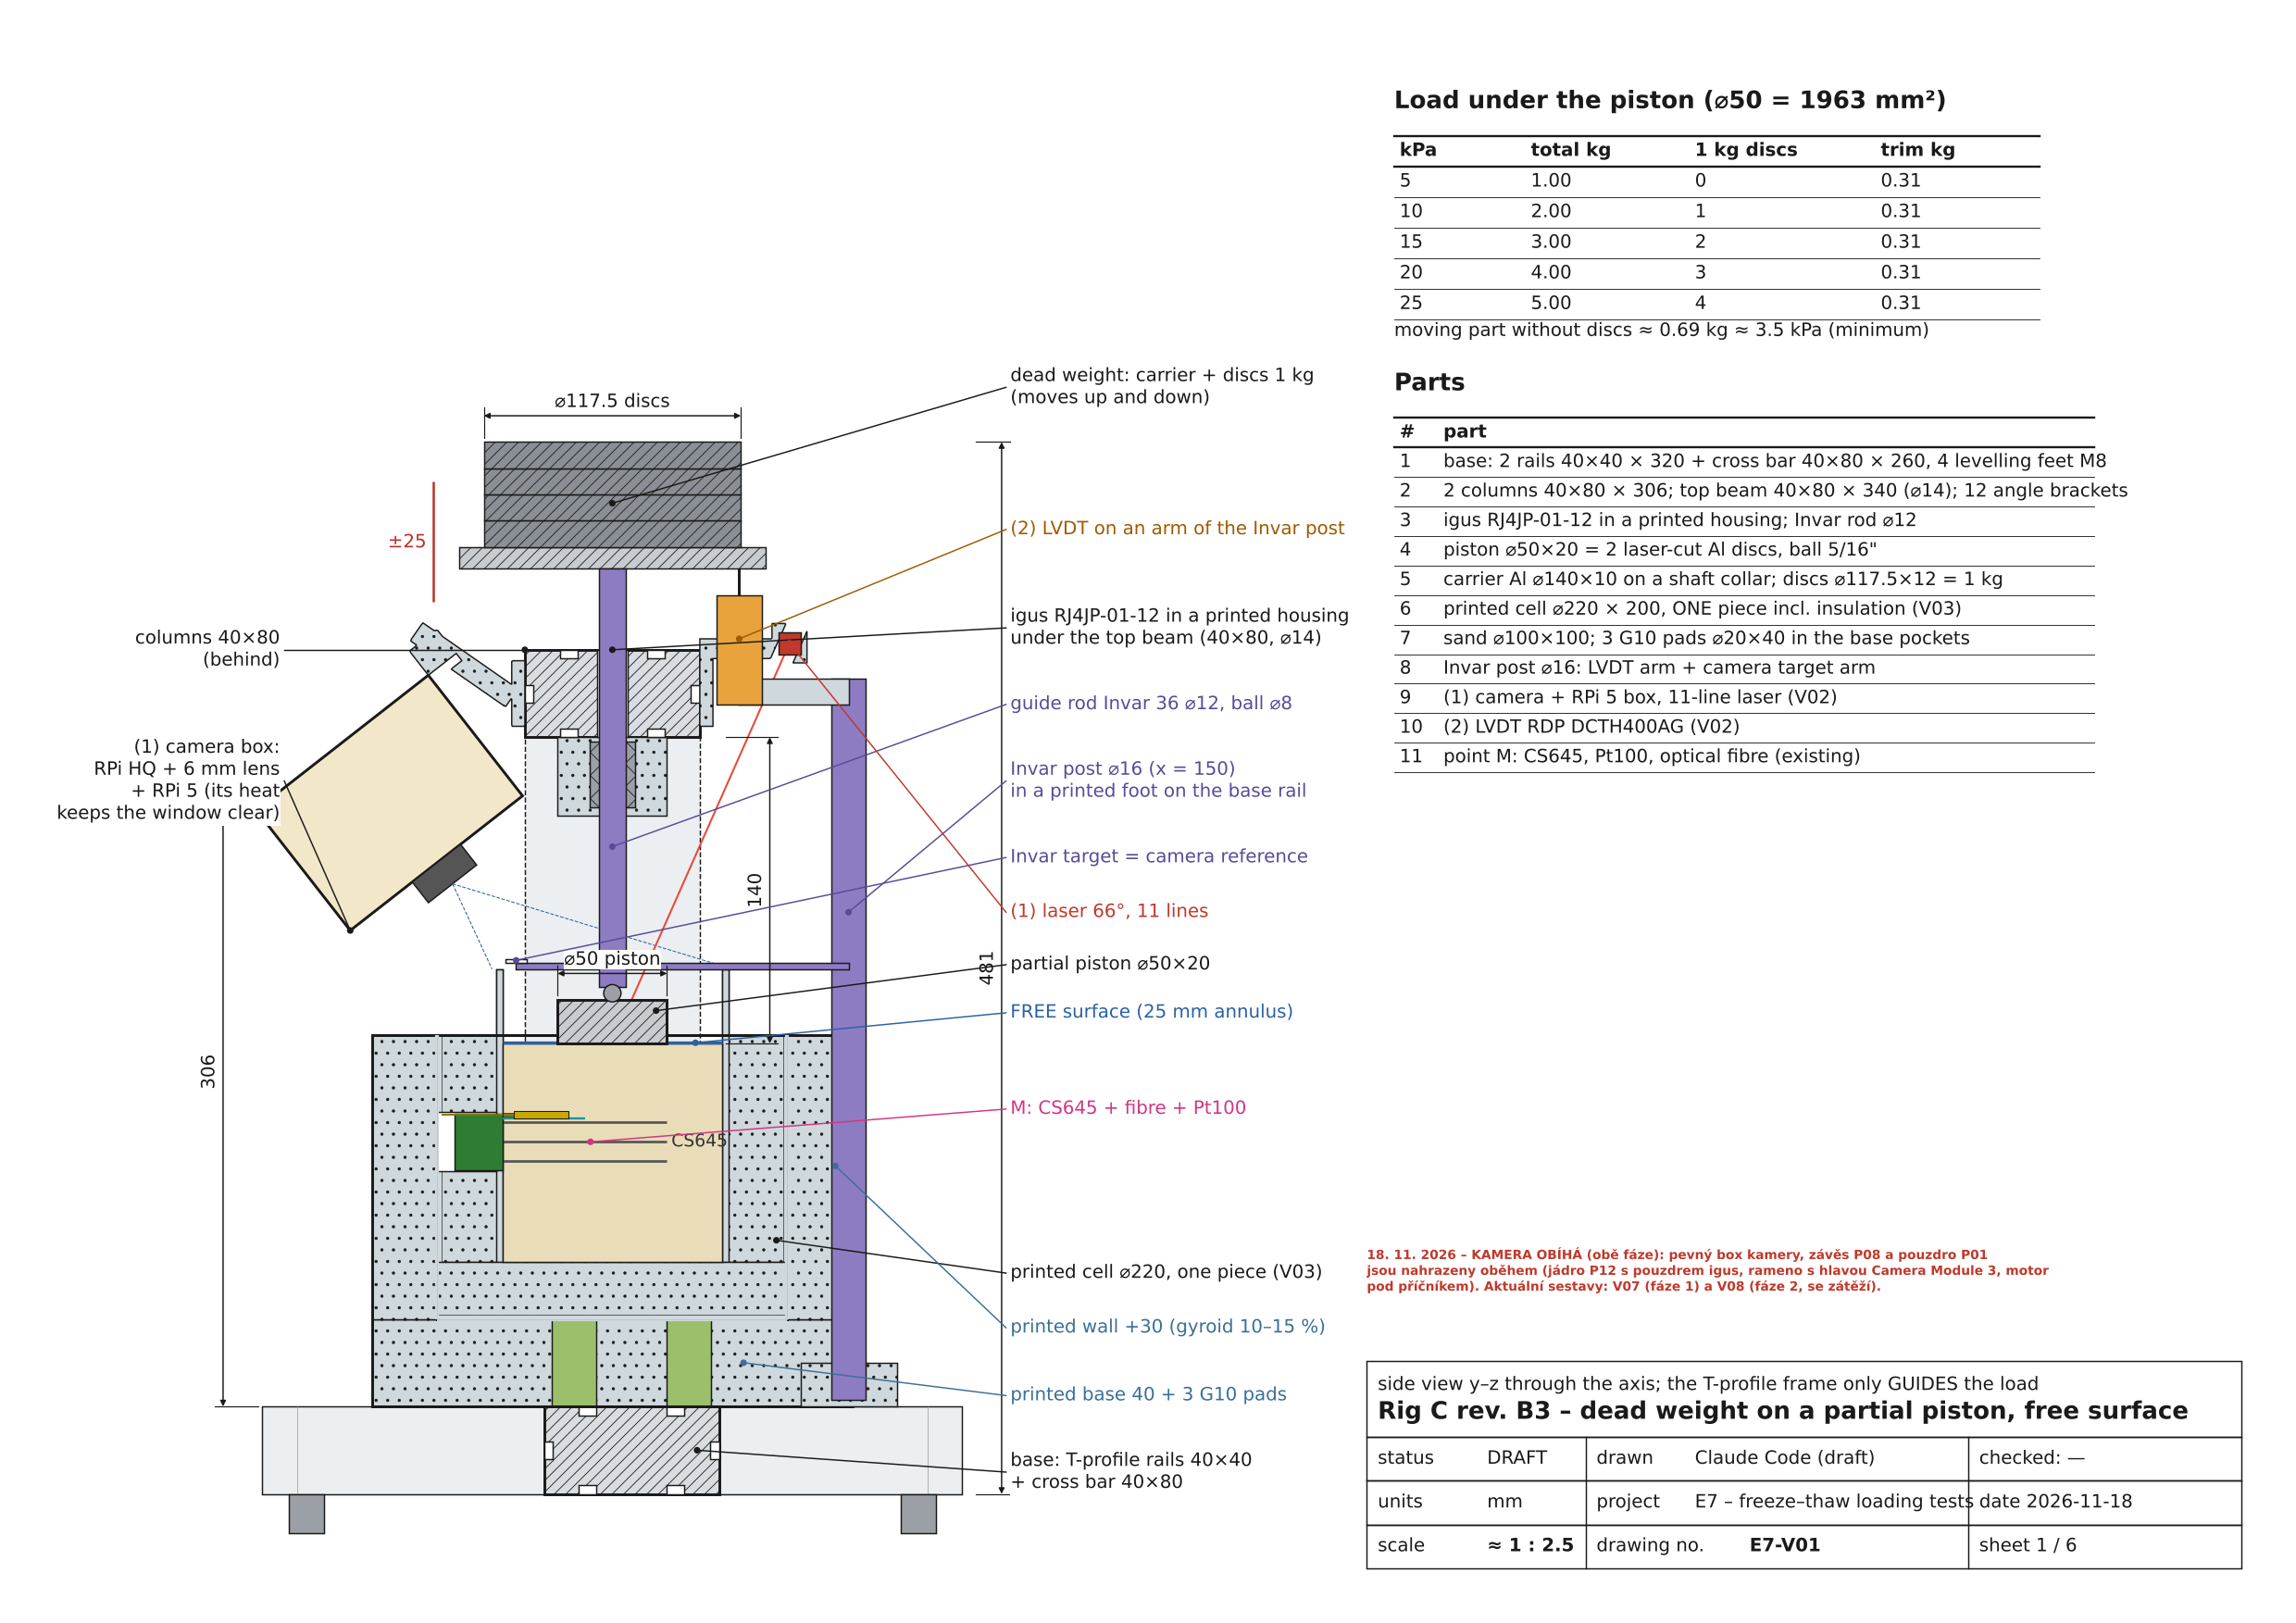 Load under the piston (⌀50 = 1963 mm²)
kPa total kg 1 kg discs trim kg
5 1.00 0 0.31
10 2.00 1 0.31
15 3.00 2 0.31
20 4.00 3 0.31
25 5.00 4 0.31
moving part without discs ≈ 0.69 kg ≈ 3.5 kPa (minimum)
Parts
# part
1 base: 2 rails 40×40 × 320 + cross bar 40×80 × 260, 4 levelling feet M8
2 2 columns 40×80 × 306; top beam 40×80 × 340 (⌀14); 12 angle brackets
3 igus RJ4JP-01-12 in a printed housing; Invar rod ⌀12
4 piston ⌀50×20 = 2 laser-cut Al discs, ball 5/16"
5 carrier Al ⌀140×10 on a shaft collar; discs ⌀117.5×12 = 1 kg
6 printed cell ⌀220 × 200, ONE piece incl. insulation (V03)
7 sand ⌀100×100; 3 G10 pads ⌀20×40 in the base pockets
8 Invar post ⌀16: LVDT arm + camera target arm
9 (1) camera + RPi 5 box, 11-line laser (V02)
10 (2) LVDT RDP DCTH400AG (V02)
11 point M: CS645, Pt100, optical fibre (existing)
⌀117.5 discs
±25
columns 40×80
(behind)
(1) camera box:
RPi HQ + 6 mm lens
+ RPi 5 (its heat
keeps the window clear)
306
140
481
⌀50 piston
CS645
dead weight: carrier + discs 1 kg
(moves up and down)
(2) LVDT on an arm of the Invar post
igus RJ4JP-01-12 in a printed housing
under the top beam (40×80, ⌀14)
guide rod Invar 36 ⌀12, ball ⌀8
Invar post ⌀16 (x = 150)
in a printed foot on the base rail
Invar target = camera reference
(1) laser 66°, 11 lines
partial piston ⌀50×20
FREE surface (25 mm annulus)
M: CS645 + fibre + Pt100
printed cell ⌀220, one piece (V03)
printed wall +30 (gyroid 10–15 %)
printed base 40 + 3 G10 pads
base: T-profile rails 40×40
+ cross bar 40×80
18. 11. 2026 – KAMERA OBÍHÁ (obě fáze): pevný box kamery, závěs P08 a pouzdro P01
jsou nahrazeny oběhem (jádro P12 s pouzdrem igus, rameno s hlavou Camera Module 3, motor
pod příčníkem). Aktuální sestavy: V07 (fáze 1) a V08 (fáze 2, se zátěží).
side view y–z through the axis; the T-profile frame only GUIDES the load
Rig C rev. B3 – dead weight on a partial piston, free surface
status DRAFT drawn Claude Code (draft) checked: —
units mm project E7 – freeze–thaw loading tests date 2026-11-18
scale ≈ 1 : 2.5 drawing no. E7-V01 sheet 1 / 6